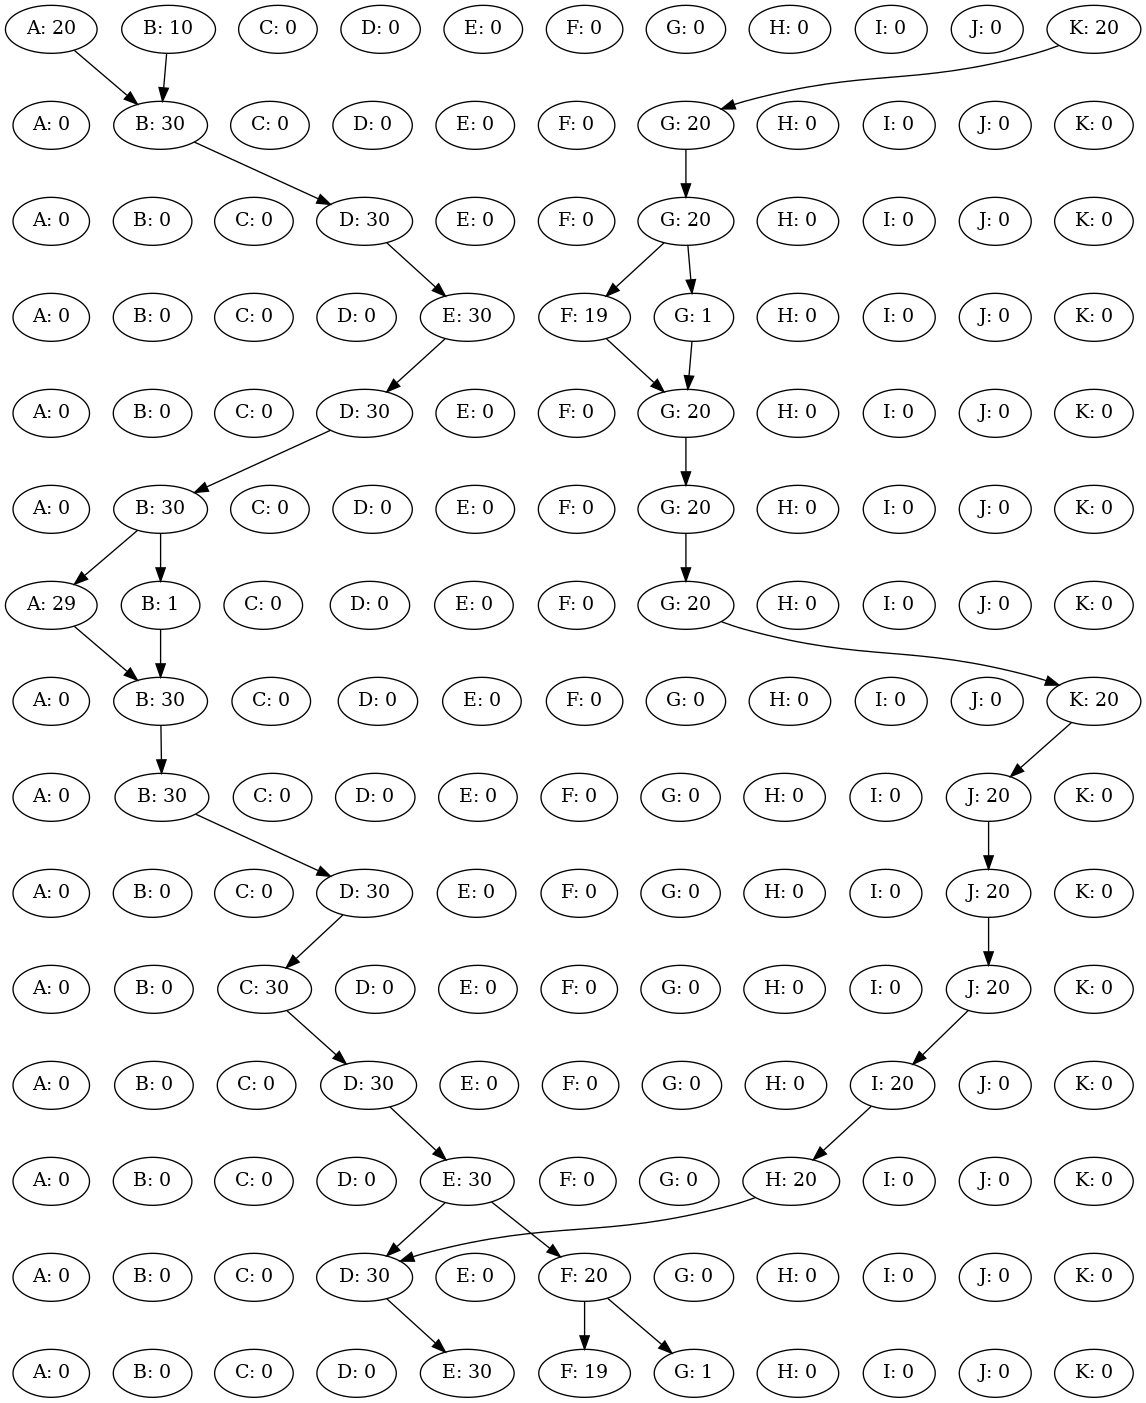 A: 20 B: 10 C: 0 D: 0 E: 0 F: 0 G: 0 H: 0 I: 0 J: 0 K: 20
A: 0 B: 30 C: 0 D: 0 E: 0 F: 0 G: 20 H: 0 I: 0 J: 0 K: 0
A: 0 B: 0 C: 0 D: 30 E: 0 F: 0 G: 20 H: 0 I: 0 J: 0 K: 0
A: 0 B: 0 C: 0 D: 0 E: 30 F: 19 G: 1 H: 0 I: 0 J: 0 K: 0
A: 0 B: 0 C: 0 D: 30 E: 0 F: 0 G: 20 H: 0 I: 0 J: 0 K: 0
A: 0 B: 30 C: 0 D: 0 E: 0 F: 0 G: 20 H: 0 I: 0 J: 0 K: 0
A: 29 B: 1 C: 0 D: 0 E: 0 F: 0 G: 20 H: 0 I: 0 J: 0 K: 0
A: 0 B: 30 C: 0 D: 0 E: 0 F: 0 G: 0 H: 0 I: 0 J: 0 K: 20
A: 0 B: 30 C: 0 D: 0 E: 0 F: 0 G: 0 H: 0 I: 0 J: 20 K: 0
A: 0 B: 0 C: 0 D: 30 E: 0 F: 0 G: 0 H: 0 I: 0 J: 20 K: 0
A: 0 B: 0 C: 30 D: 0 E: 0 F: 0 G: 0 H: 0 I: 0 J: 20 K: 0
A: 0 B: 0 C: 0 D: 30 E: 0 F: 0 G: 0 H: 0 I: 20 J: 0 K: 0
A: 0 B: 0 C: 0 D: 0 E: 30 F: 0 G: 0 H: 20 I: 0 J: 0 K: 0
A: 0 B: 0 C: 0 D: 30 E: 0 F: 20 G: 0 H: 0 I: 0 J: 0 K: 0
A: 0 B: 0 C: 0 D: 0 E: 30 F: 19 G: 1 H: 0 I: 0 J: 0 K: 0